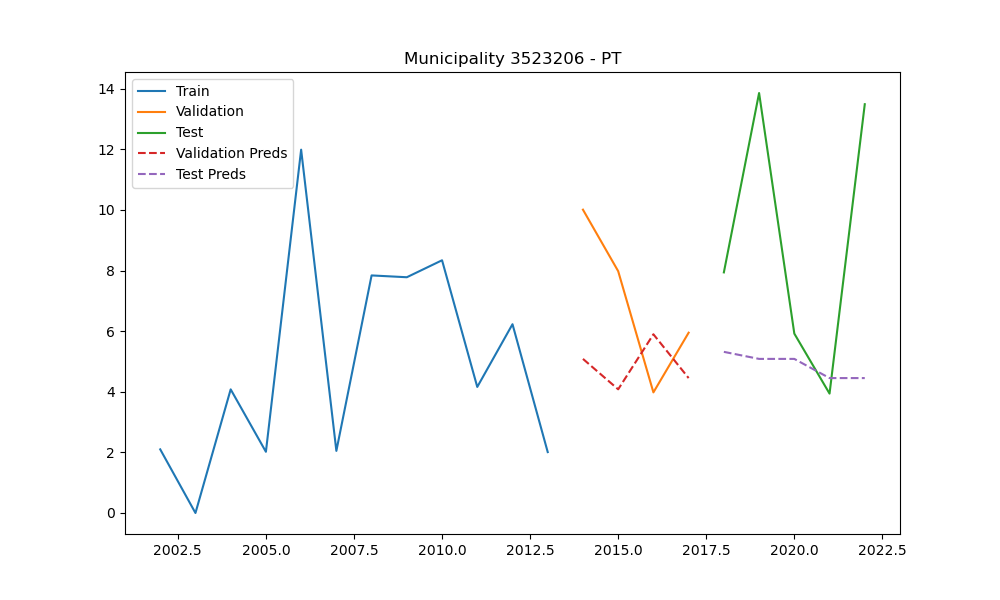 Municipality 3523206 - PT
Train
Validation
Test
Validation Preds
Test Preds
14
12
10
8
6
4
2
0
2002.5 2005.0 2007.5 2010.0 2012.5 2015.0 2017.5 2020.0 2022.5